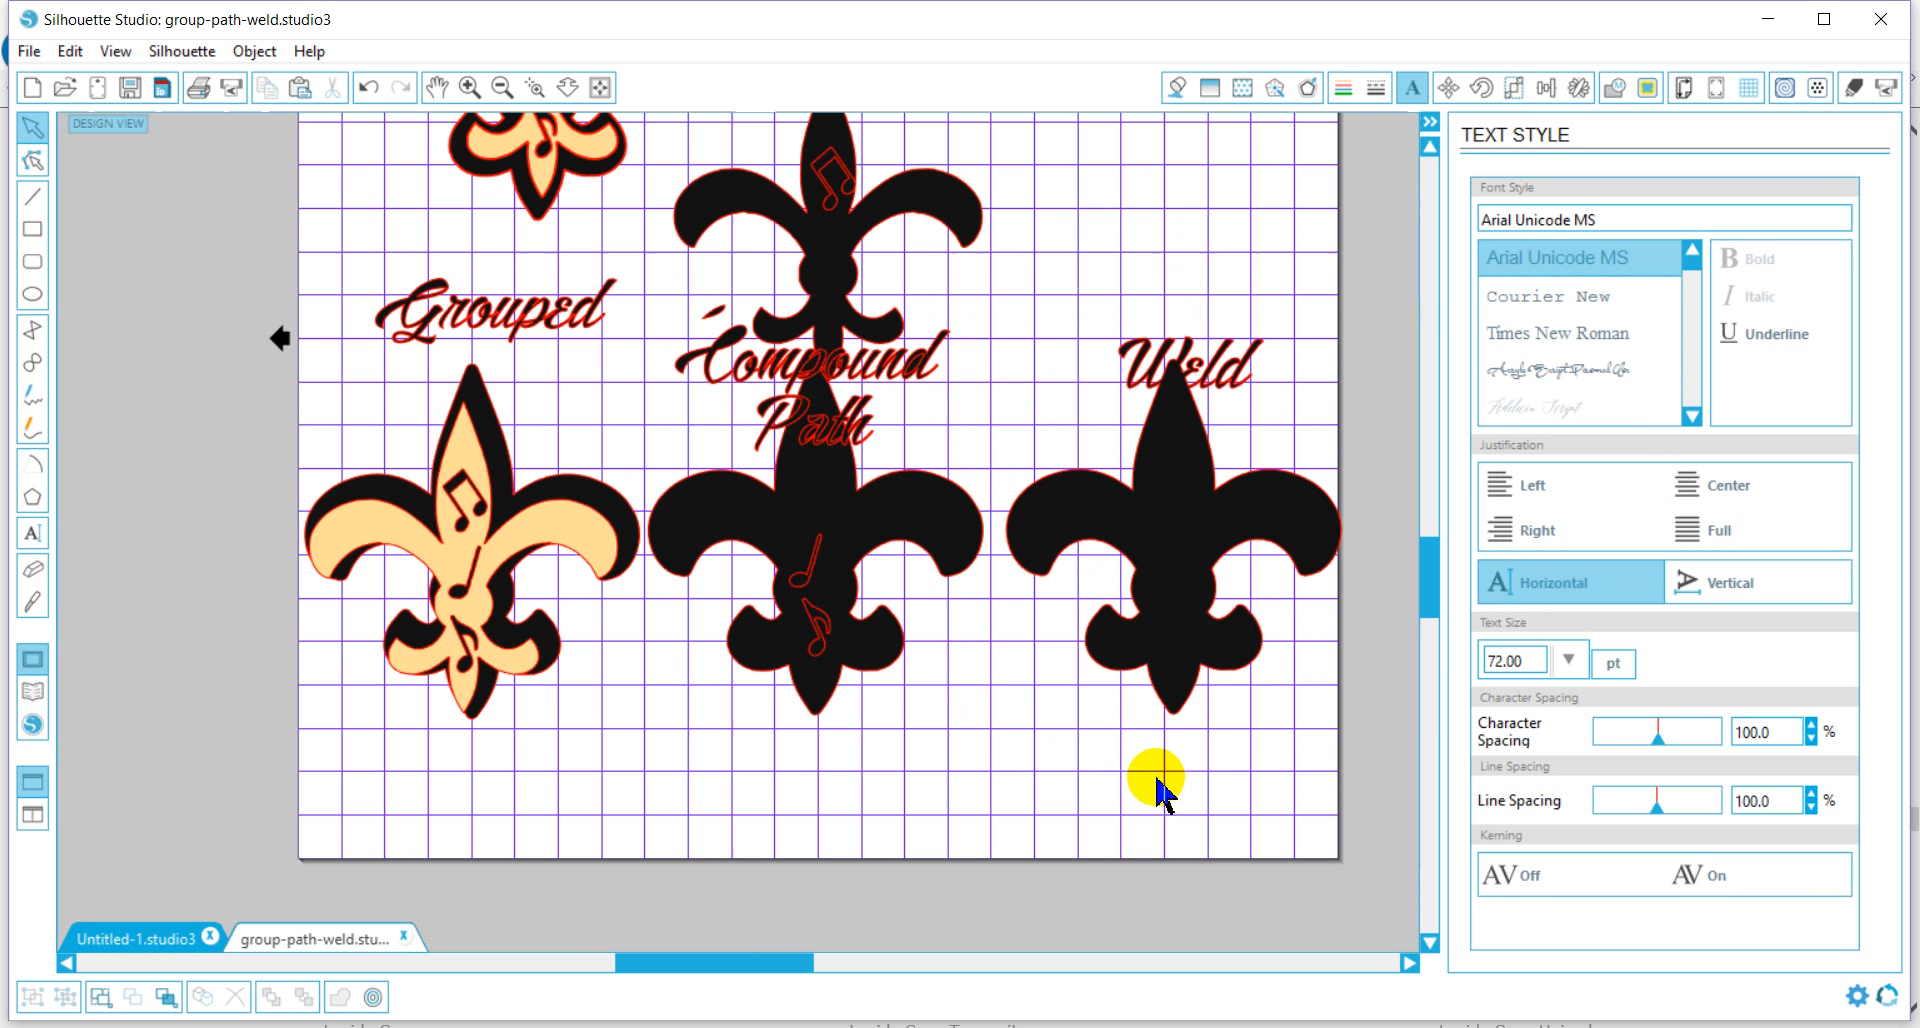 Silhouette Studio: group-path-weld.studio3
File Edit View Silhouette Object Help
DESIGN VIEW
Grouped
Compound
Path
Weld
TEXT STYLE
Font Style
Arial Unicode MS
Arial Unicode MS
Courier New
Times New Roman
B Bold
I Italic
U Underline
Justification
Left Center
Right Full
Horizontal Vertical
Text Size
72.00 pt
Character Spacing
Character
Spacing
100.0 %
Line Spacing
Line Spacing 100.0 %
Kerning
AV Off AV On
Untitled-1.studio3 group-path-weld.stu...